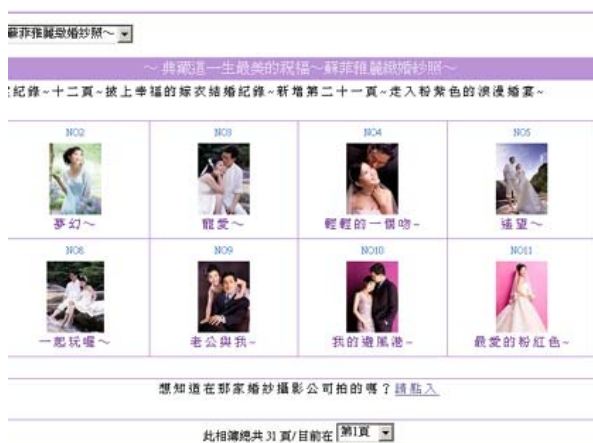 蘇菲雅麗緻婚紗照~
~ 典藏這一生最美的祝福~蘇菲雅麗緻婚紗照~
紀錄~十二頁~披上幸福的嫁衣結婚紀錄~新增第二十一頁~走入粉紫色的浪漫婚宴~
NO2 NO3 NO4 NO5
夢幻~ 寵愛~ 輕輕的一個吻~ 遙望~
NO8 NO9 NO10 NO11
一起玩喔~ 老公與我~ 我的避風港~ 最愛的粉紅色~
想知道在那家婚紗攝影公司拍的嗎？請點入
此相簿總共 31 頁/目前在 第1頁